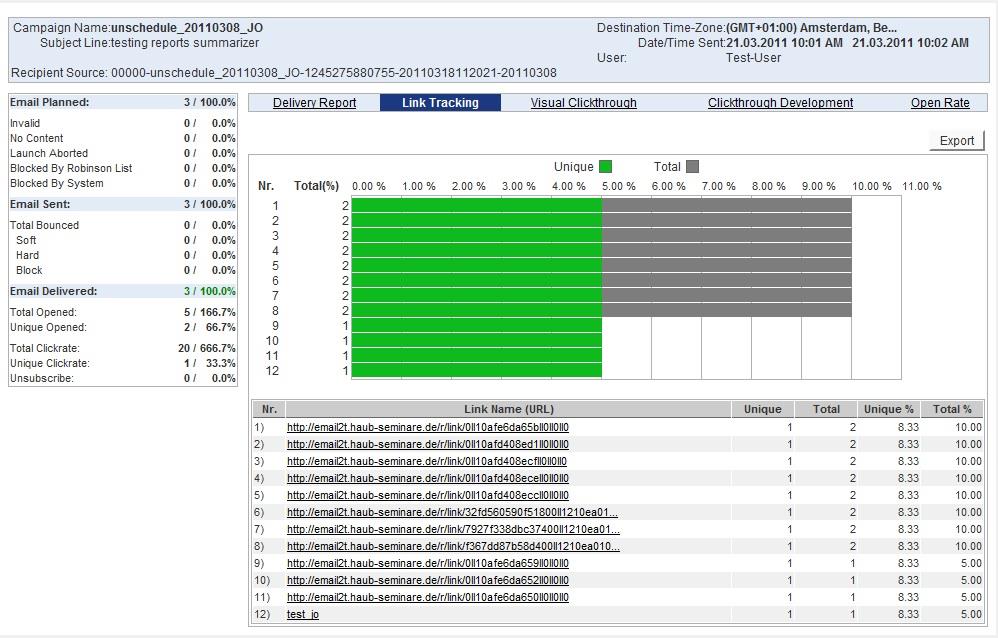 Campaign Name:unschedule_20110308_JO
Subject Line:testing reports summarizer
Recipient Source: 00000-unschedule_20110308_JO-1245275880755-20110318112021-20110308
Destination Time-Zone:(GMT+01:00) Amsterdam, Be...
Date/Time Sent:21.03.2011 10:01 AM 21.03.2011 10:02 AM
User: Test-User
Email Planned: 3 / 100.0%
Invalid 0 / 0.0%
No Content 0 / 0.0%
Launch Aborted 0 / 0.0%
Blocked By Robinson List 0 / 0.0%
Blocked By System 0 / 0.0%
Email Sent: 3 / 100.0%
Total Bounced 0 / 0.0%
Soft 0 / 0.0%
Hard 0 / 0.0%
Block 0 / 0.0%
Email Delivered: 3 / 100.0%
Total Opened: 5 / 166.7%
Unique Opened: 2 / 66.7%
Total Clickrate: 20 / 666.7%
Unique Clickrate: 1 / 33.3%
Unsubscribe: 0 / 0.0%
Delivery Report Link Tracking Visual Clickthrough Clickthrough Development Open Rate
Export
Unique Total
Nr. Total(%) 0.00 % 1.00 % 2.00 % 3.00 % 4.00 % 5.00 % 6.00 % 7.00 % 8.00 % 9.00 % 10.00 % 11.00 %
1 2
2 2
3 2
4 2
5 2
6 2
7 2
8 2
9 1
10 1
11 1
12 1
Nr. Link Name (URL) Unique Total Unique % Total %
1) http://email2t.haub-seminare.de/r/link/0ll10afe6da65bll0ll0ll0 1 2 8.33 10.00
2) http://email2t.haub-seminare.de/r/link/0ll10afd408ed1ll0ll0ll0 1 2 8.33 10.00
3) http://email2t.haub-seminare.de/r/link/0ll10afd408ecfll0ll0ll0 1 2 8.33 10.00
4) http://email2t.haub-seminare.de/r/link/0ll10afd408ecell0ll0ll0 1 2 8.33 10.00
5) http://email2t.haub-seminare.de/r/link/0ll10afd408eccll0ll0ll0 1 2 8.33 10.00
6) http://email2t.haub-seminare.de/r/link/32fd560590f51800ll1210ea01... 1 2 8.33 10.00
7) http://email2t.haub-seminare.de/r/link/7927f338dbc37400ll1210ea01... 1 2 8.33 10.00
8) http://email2t.haub-seminare.de/r/link/f367dd87b58d400ll1210ea010... 1 2 8.33 10.00
9) http://email2t.haub-seminare.de/r/link/0ll10afe6da659ll0ll0ll0 1 1 8.33 5.00
10) http://email2t.haub-seminare.de/r/link/0ll10afe6da652ll0ll0ll0 1 1 8.33 5.00
11) http://email2t.haub-seminare.de/r/link/0ll10afe6da650ll0ll0ll0 1 1 8.33 5.00
12) test_jo 1 1 8.33 5.00